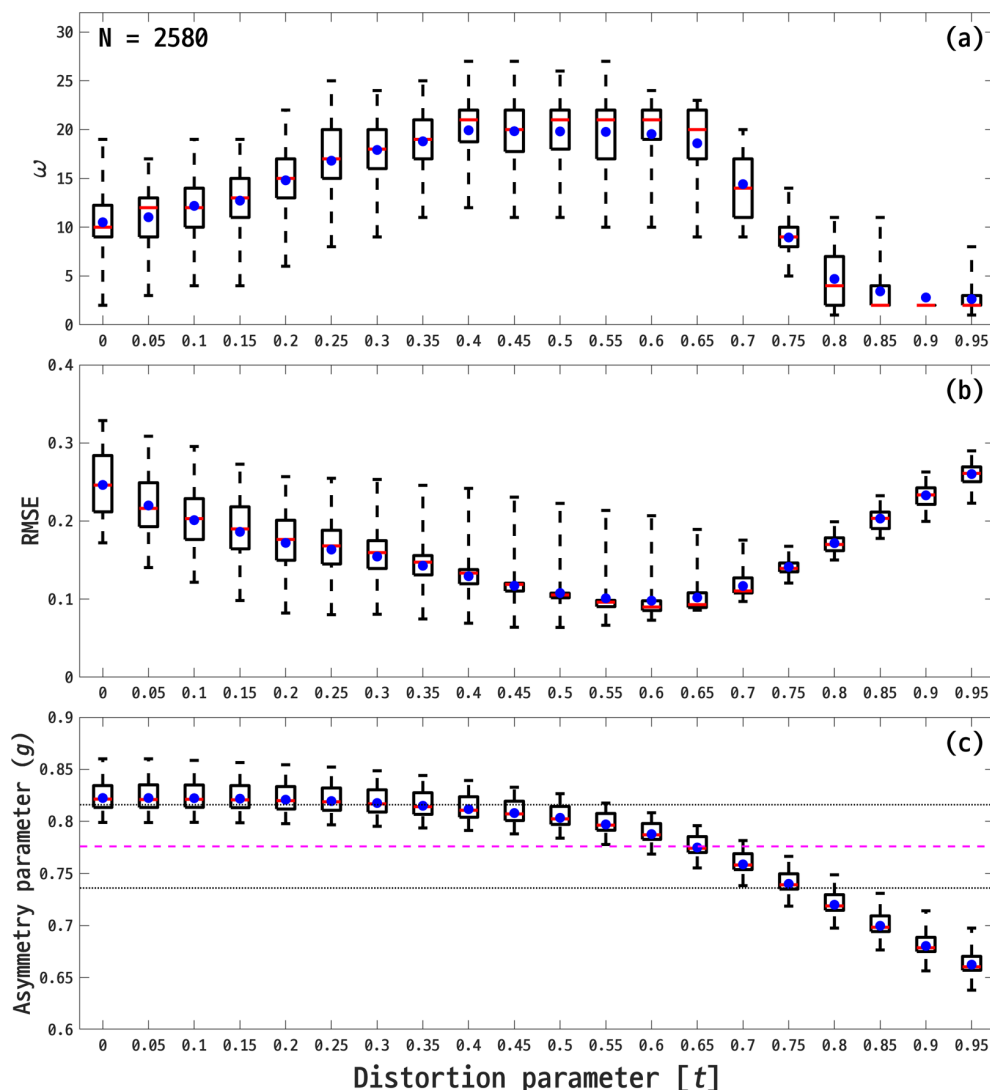 N = 2580
(a)
30
25
20
15
10
5
0
ω
0 0.05 0.1 0.15 0.2 0.25 0.3 0.35 0.4 0.45 0.5 0.55 0.6 0.65 0.7 0.75 0.8 0.85 0.9 0.95
(b)
0.4
0.3
0.2
0.1
0
RMSE
0 0.05 0.1 0.15 0.2 0.25 0.3 0.35 0.4 0.45 0.5 0.55 0.6 0.65 0.7 0.75 0.8 0.85 0.9 0.95
(c)
0.9
0.85
0.8
0.75
0.7
0.65
0.6
Asymmetry parameter (g)
0 0.05 0.1 0.15 0.2 0.25 0.3 0.35 0.4 0.45 0.5 0.55 0.6 0.65 0.7 0.75 0.8 0.85 0.9 0.95
Distortion parameter [t]